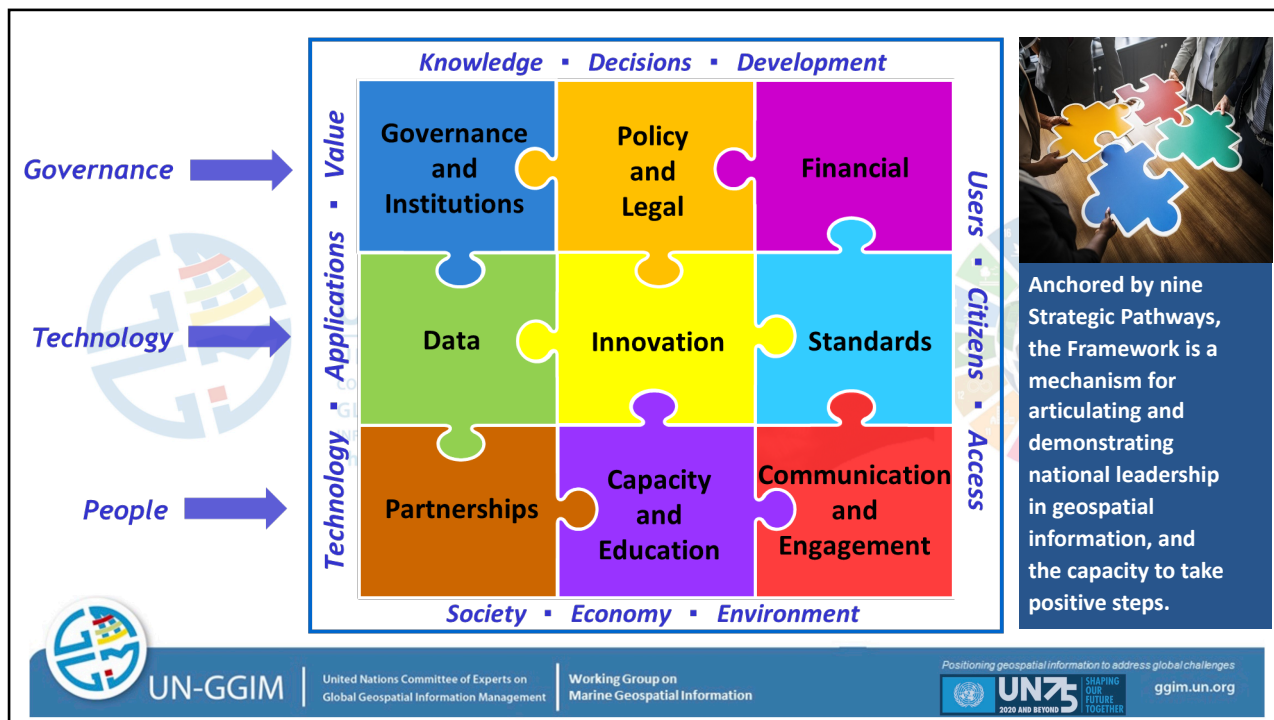 Knowledge ▪ Decisions ▪ Development
Governance
Technology
People
Technology ▪ Applications ▪ Value
Governance
and
Institutions
Policy
and
Legal
Financial
Data
Innovation
Standards
Partnerships
Capacity
and
Education
Communication
and
Engagement
Users ▪ Citizens ▪ Access
Society ▪ Economy ▪ Environment
Anchored by nine
Strategic Pathways,
the Framework is a
mechanism for
articulating and
demonstrating
national leadership
in geospatial
information, and
the capacity to take
positive steps.
UN-GGIM
United Nations Committee of Experts on
Global Geospatial Information Management
Working Group on
Marine Geospatial Information
Positioning geospatial information to address global challenges
UN75
2020 AND BEYOND
SHAPING
OUR
FUTURE
TOGETHER
ggim.un.org